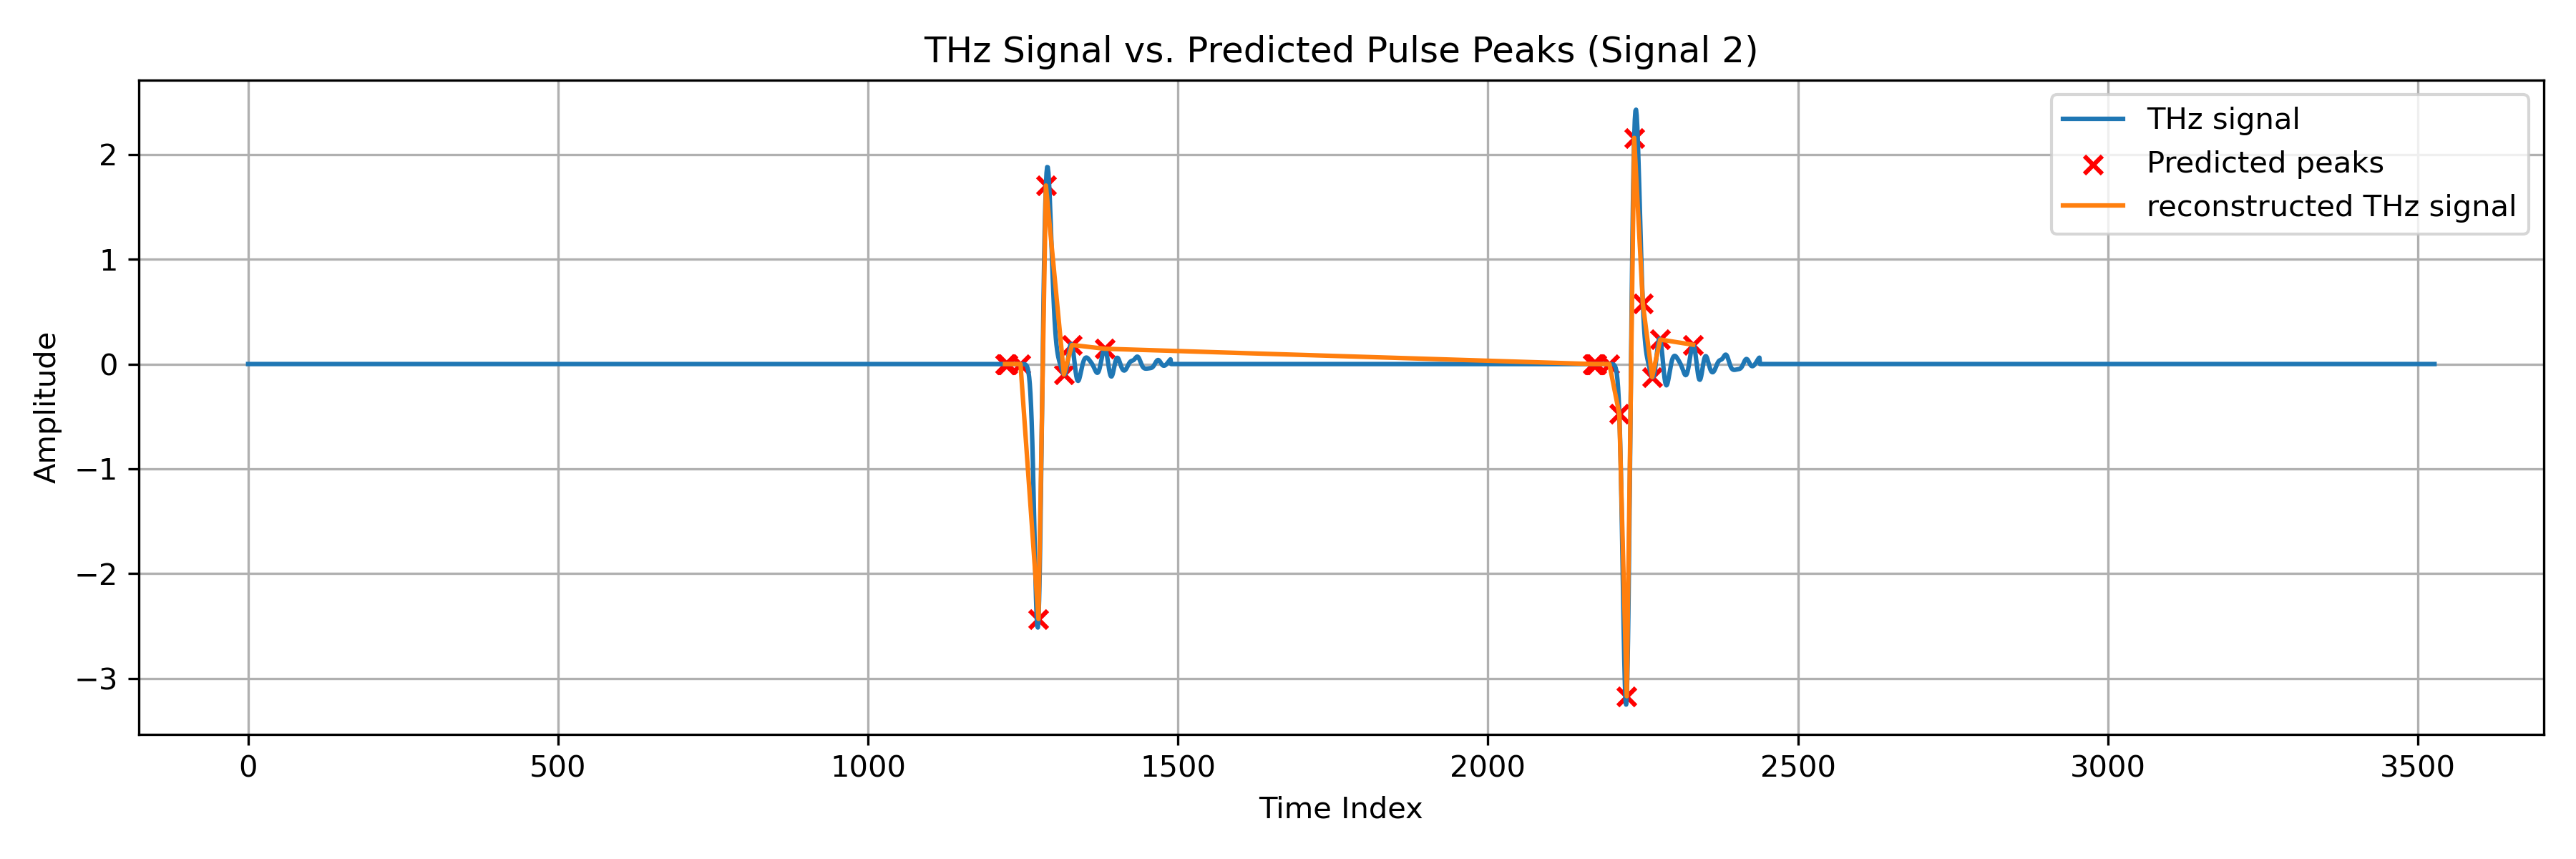 THz Signal vs. Predicted Pulse Peaks (Signal 2)
THz signal
Predicted peaks
reconstructed THz signal
Amplitude
2
1
0
−1
−2
−3
0 500 1000 1500 2000 2500 3000 3500
Time Index